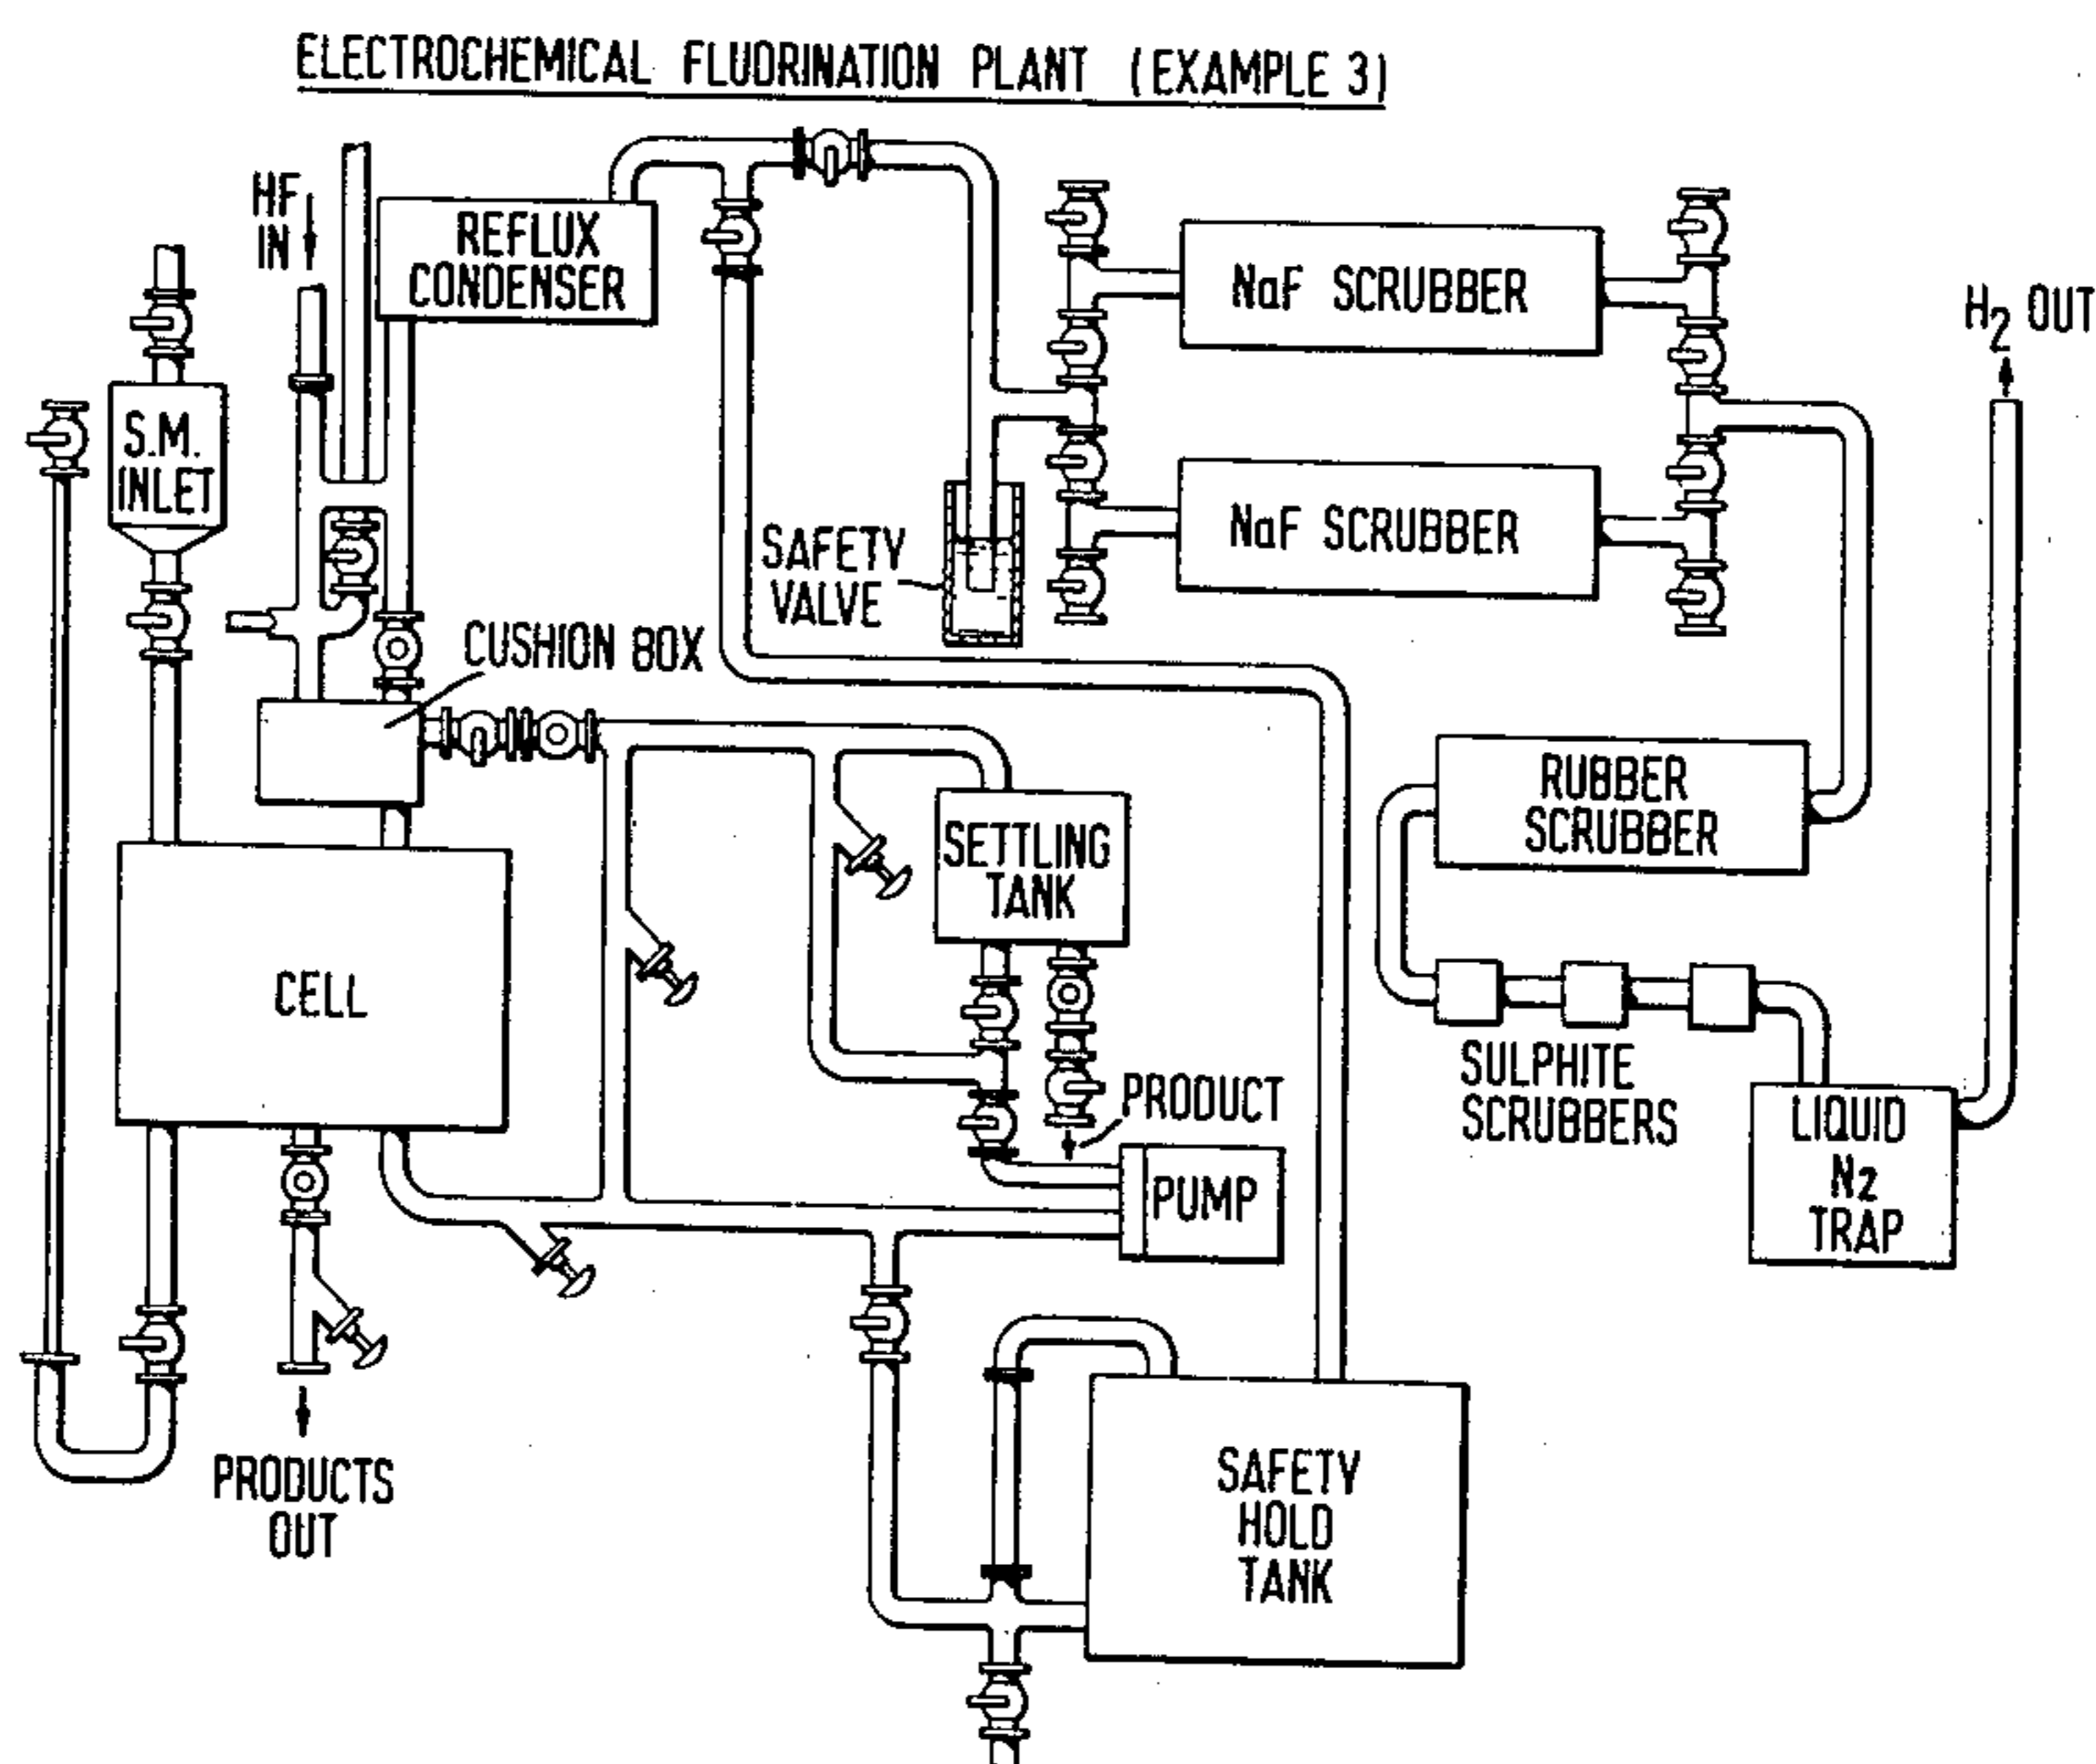 ELECTROCHEMICAL FLUORINATION PLANT (EXAMPLE 3)
HF
IN
REFLUX
CONDENSER
S.M.
INLET
NaF SCRUBBER
H2 OUT
NaF SCRUBBER
SAFETY
VALVE
CUSHION BOX
SETTLING
TANK
RUBBER
SCRUBBER
CELL
SULPHITE
SCRUBBERS
PRODUCT
PUMP
LIQUID
N2
TRAP
PRODUCTS
OUT
SAFETY
HOLD
TANK